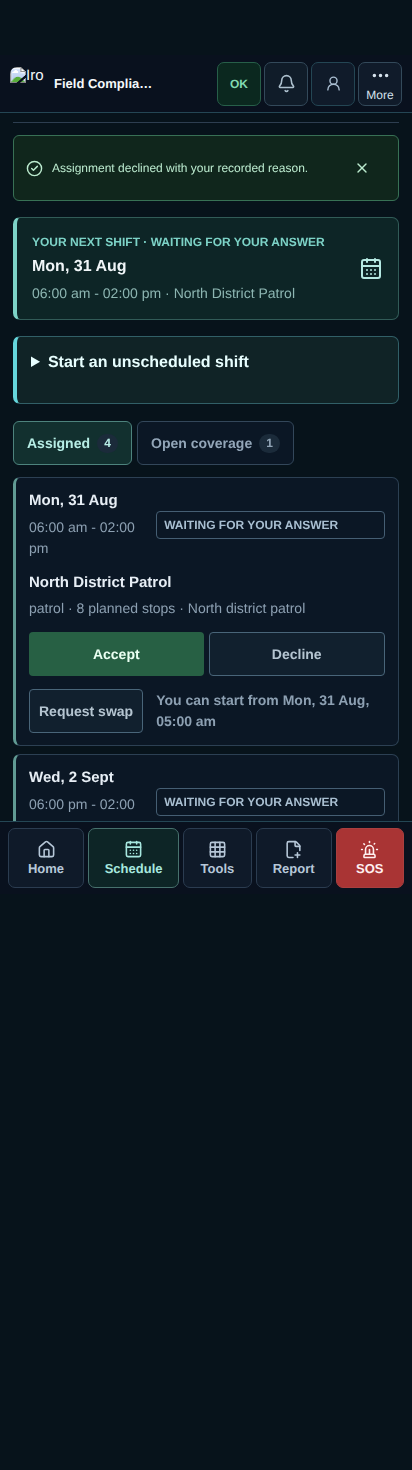 Iro
Field Complia...
OK
More
Assignment declined with your recorded reason.
YOUR NEXT SHIFT · WAITING FOR YOUR ANSWER
Mon, 31 Aug
06:00 am - 02:00 pm · North District Patrol
Start an unscheduled shift
Assigned 4
Open coverage 1
Mon, 31 Aug
06:00 am - 02:00
pm
WAITING FOR YOUR ANSWER
North District Patrol
patrol · 8 planned stops · North district patrol
Accept
Decline
Request swap
You can start from Mon, 31 Aug,
05:00 am
Wed, 2 Sept
06:00 pm - 02:00
WAITING FOR YOUR ANSWER
Home
Schedule
Tools
Report
SOS